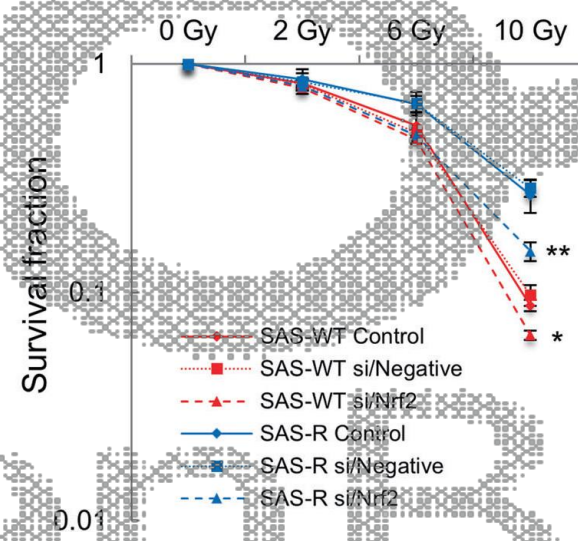 0 Gy 2 Gy 6 Gy 10 Gy
1
Survival fraction
**
0.1
*
SAS-WT Control
SAS-WT si/Negative
SAS-WT si/Nrf2
SAS-R Control
SAS-R si/Negative
SAS-R si/Nrf2
0.01